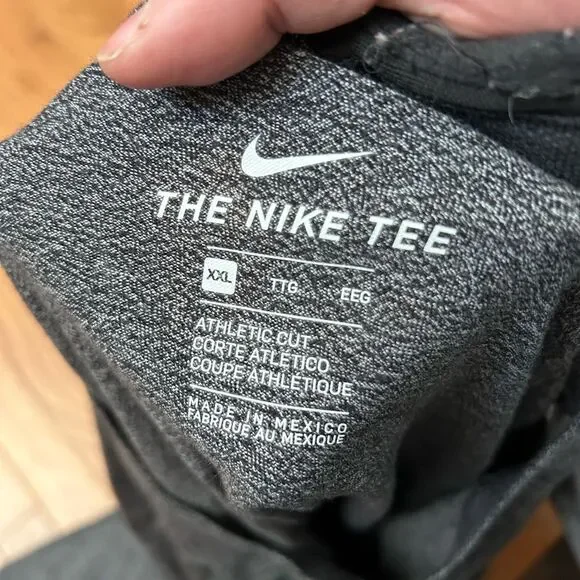 THE NIKE TEE
XXL TTG EEG
ATHLETIC CUT
CORTE ATLÉTICO
COUPE ATHLÉTIQUE
MADE IN MEXICO
FABRIQUÉ AU MEXIQUE